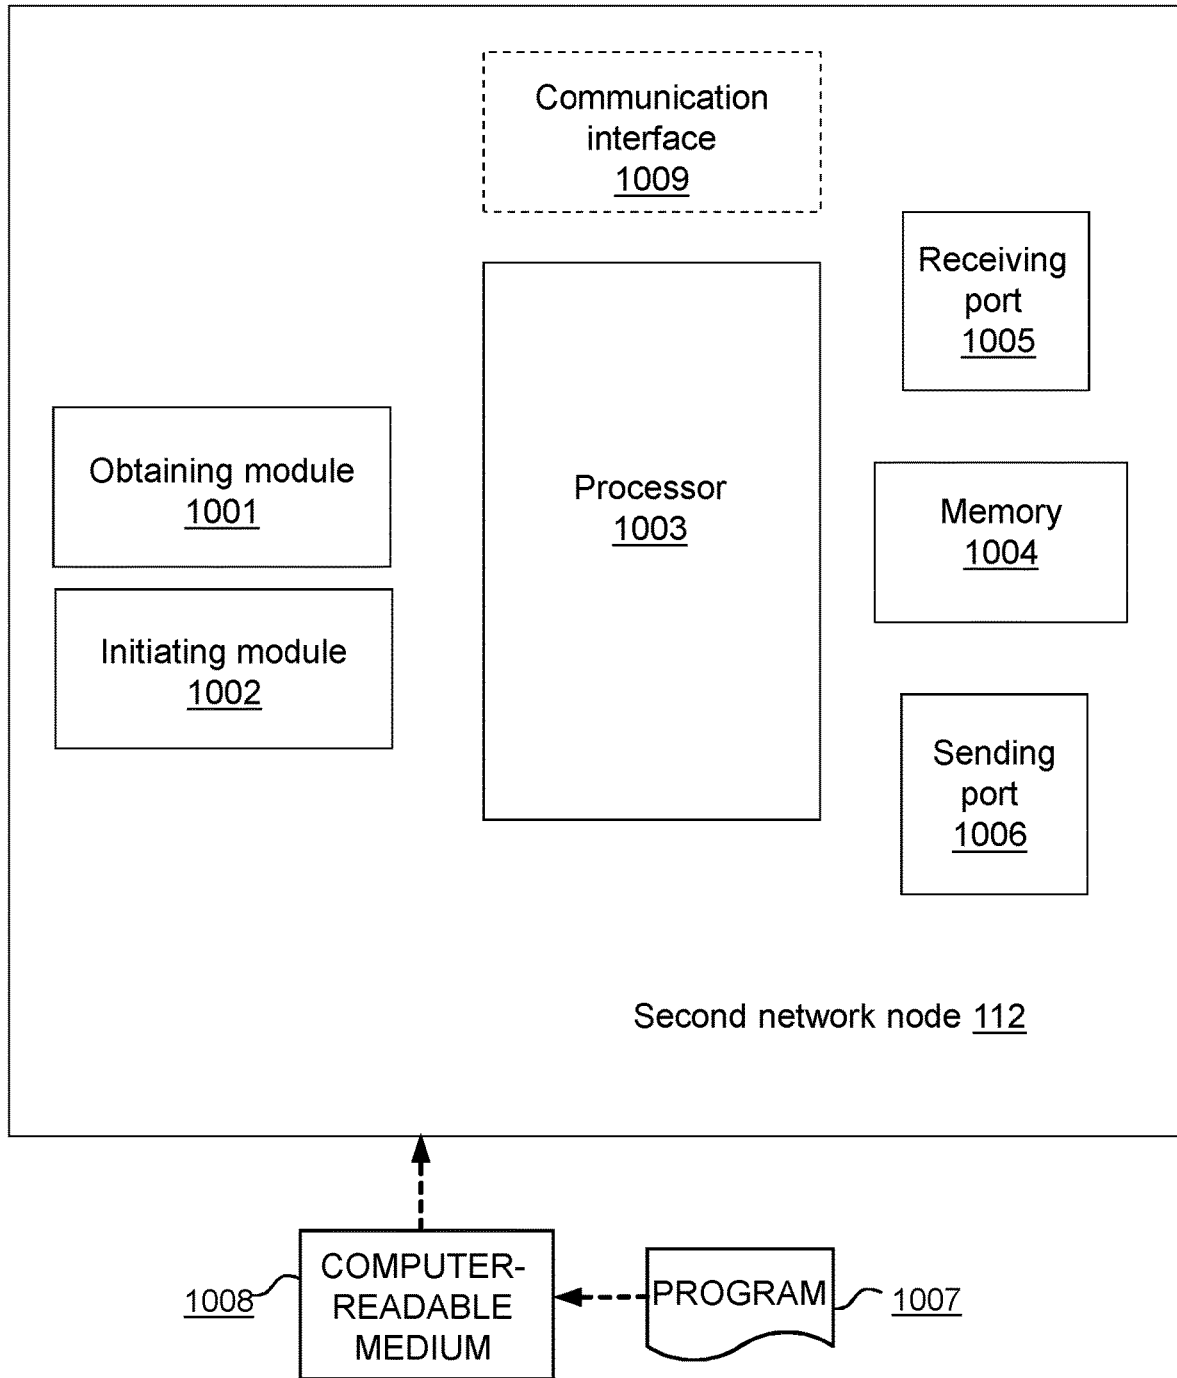 Communication
interface
1009
Receiving
port
1005
Obtaining module
1001
Processor
1003
Memory
1004
Initiating module
1002
Sending
port
1006
Second network node 112
COMPUTER-
READABLE
MEDIUM
1008
PROGRAM
1007